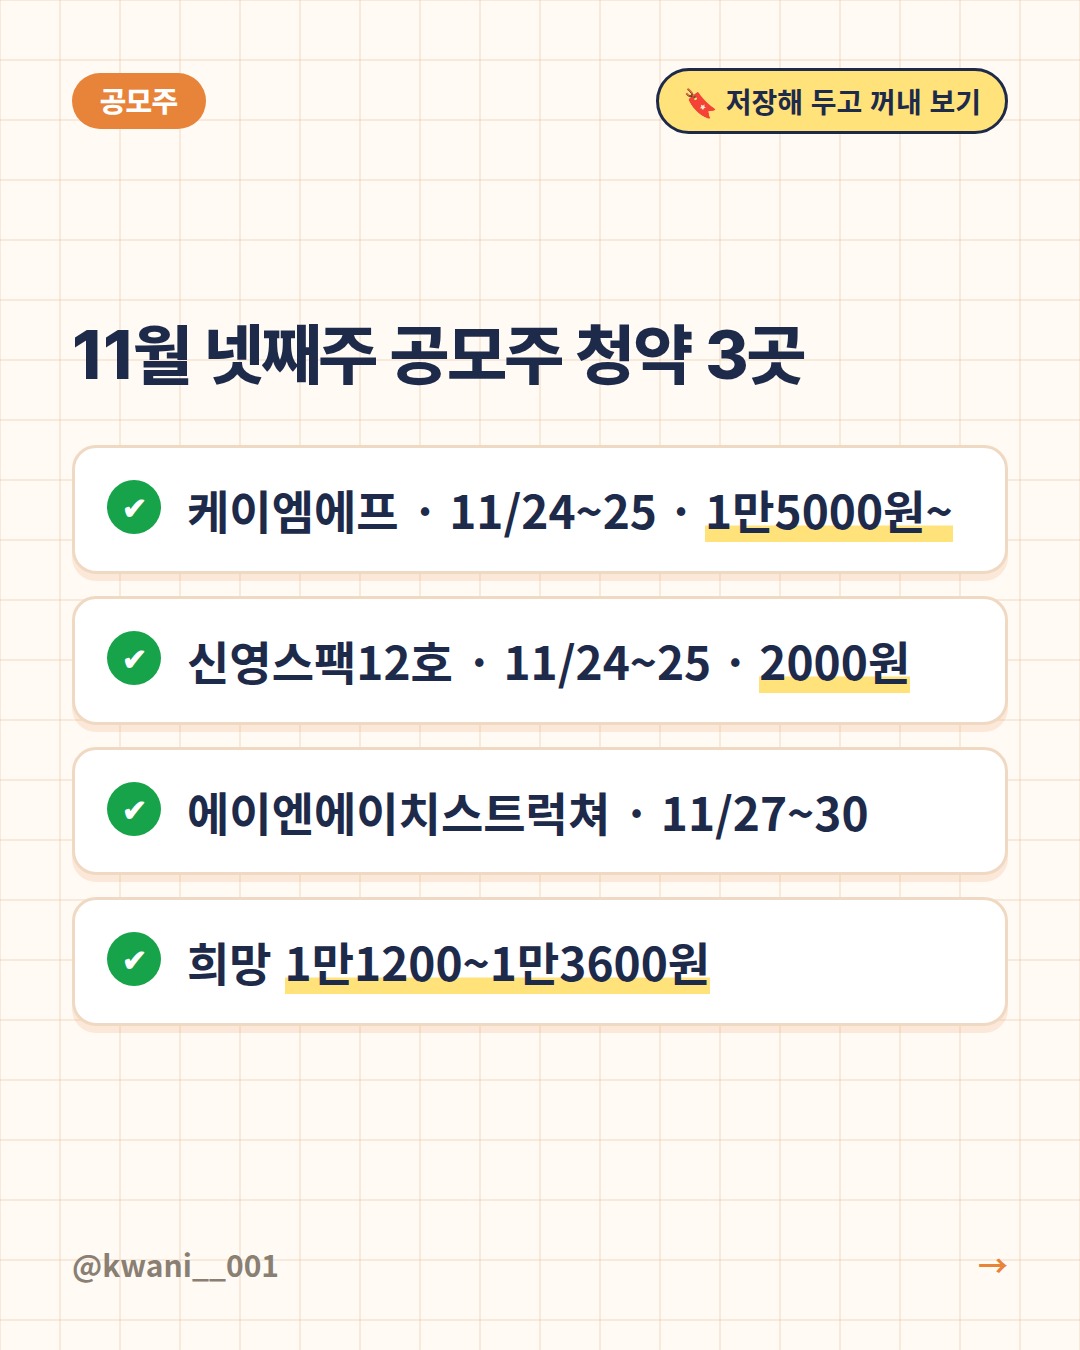 공모주
🔖 저장해 두고 꺼내 보기
11월 넷째주 공모주 청약 3곳
✔ 케이엠에프 · 11/24~25 · 1만5000원~
✔ 신영스팩12호 · 11/24~25 · 2000원
✔ 에이엔에이치스트럭쳐 · 11/27~30
✔ 희망 1만1200~1만3600원
@kwani__001 →